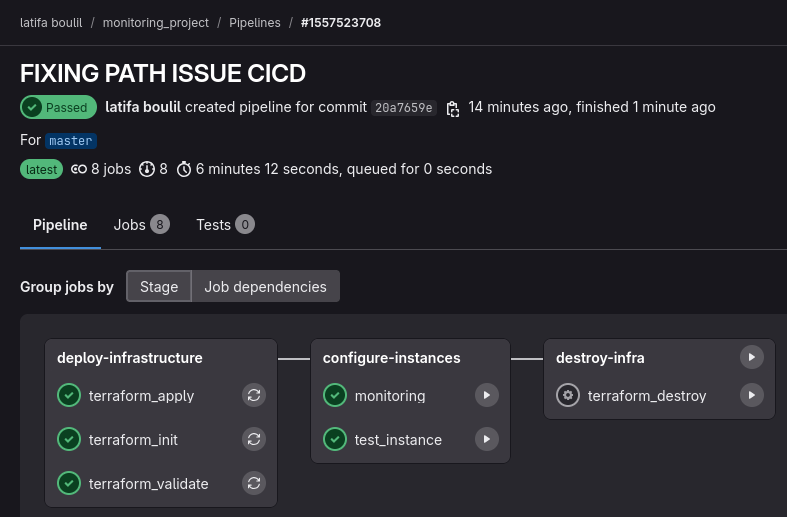 latifa boulil / monitoring_project / Pipelines / #1557523708
FIXING PATH ISSUE CICD
Passed latifa boulil created pipeline for commit 20a7659e 14 minutes ago, finished 1 minute ago
For master
latest 8 jobs 8 6 minutes 12 seconds, queued for 0 seconds
Pipeline Jobs 8 Tests 0
Group jobs by Stage Job dependencies
deploy-infrastructure
terraform_apply
terraform_init
terraform_validate
configure-instances
monitoring
test_instance
destroy-infra
terraform_destroy